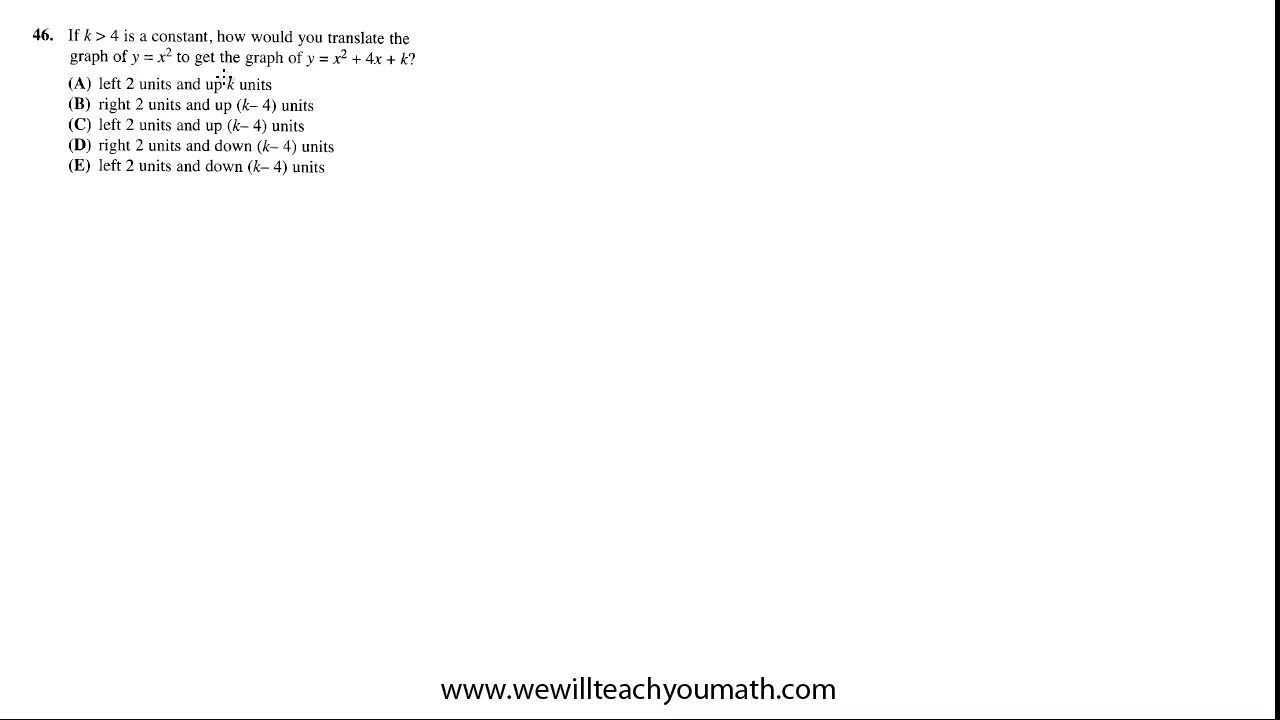 46. If k > 4 is a constant, how would you translate the
graph of y = x² to get the graph of y = x² + 4x + k?
(A) left 2 units and up k units
(B) right 2 units and up (k– 4) units
(C) left 2 units and up (k– 4) units
(D) right 2 units and down (k– 4) units
(E) left 2 units and down (k– 4) units
www.wewillteachyoumath.com